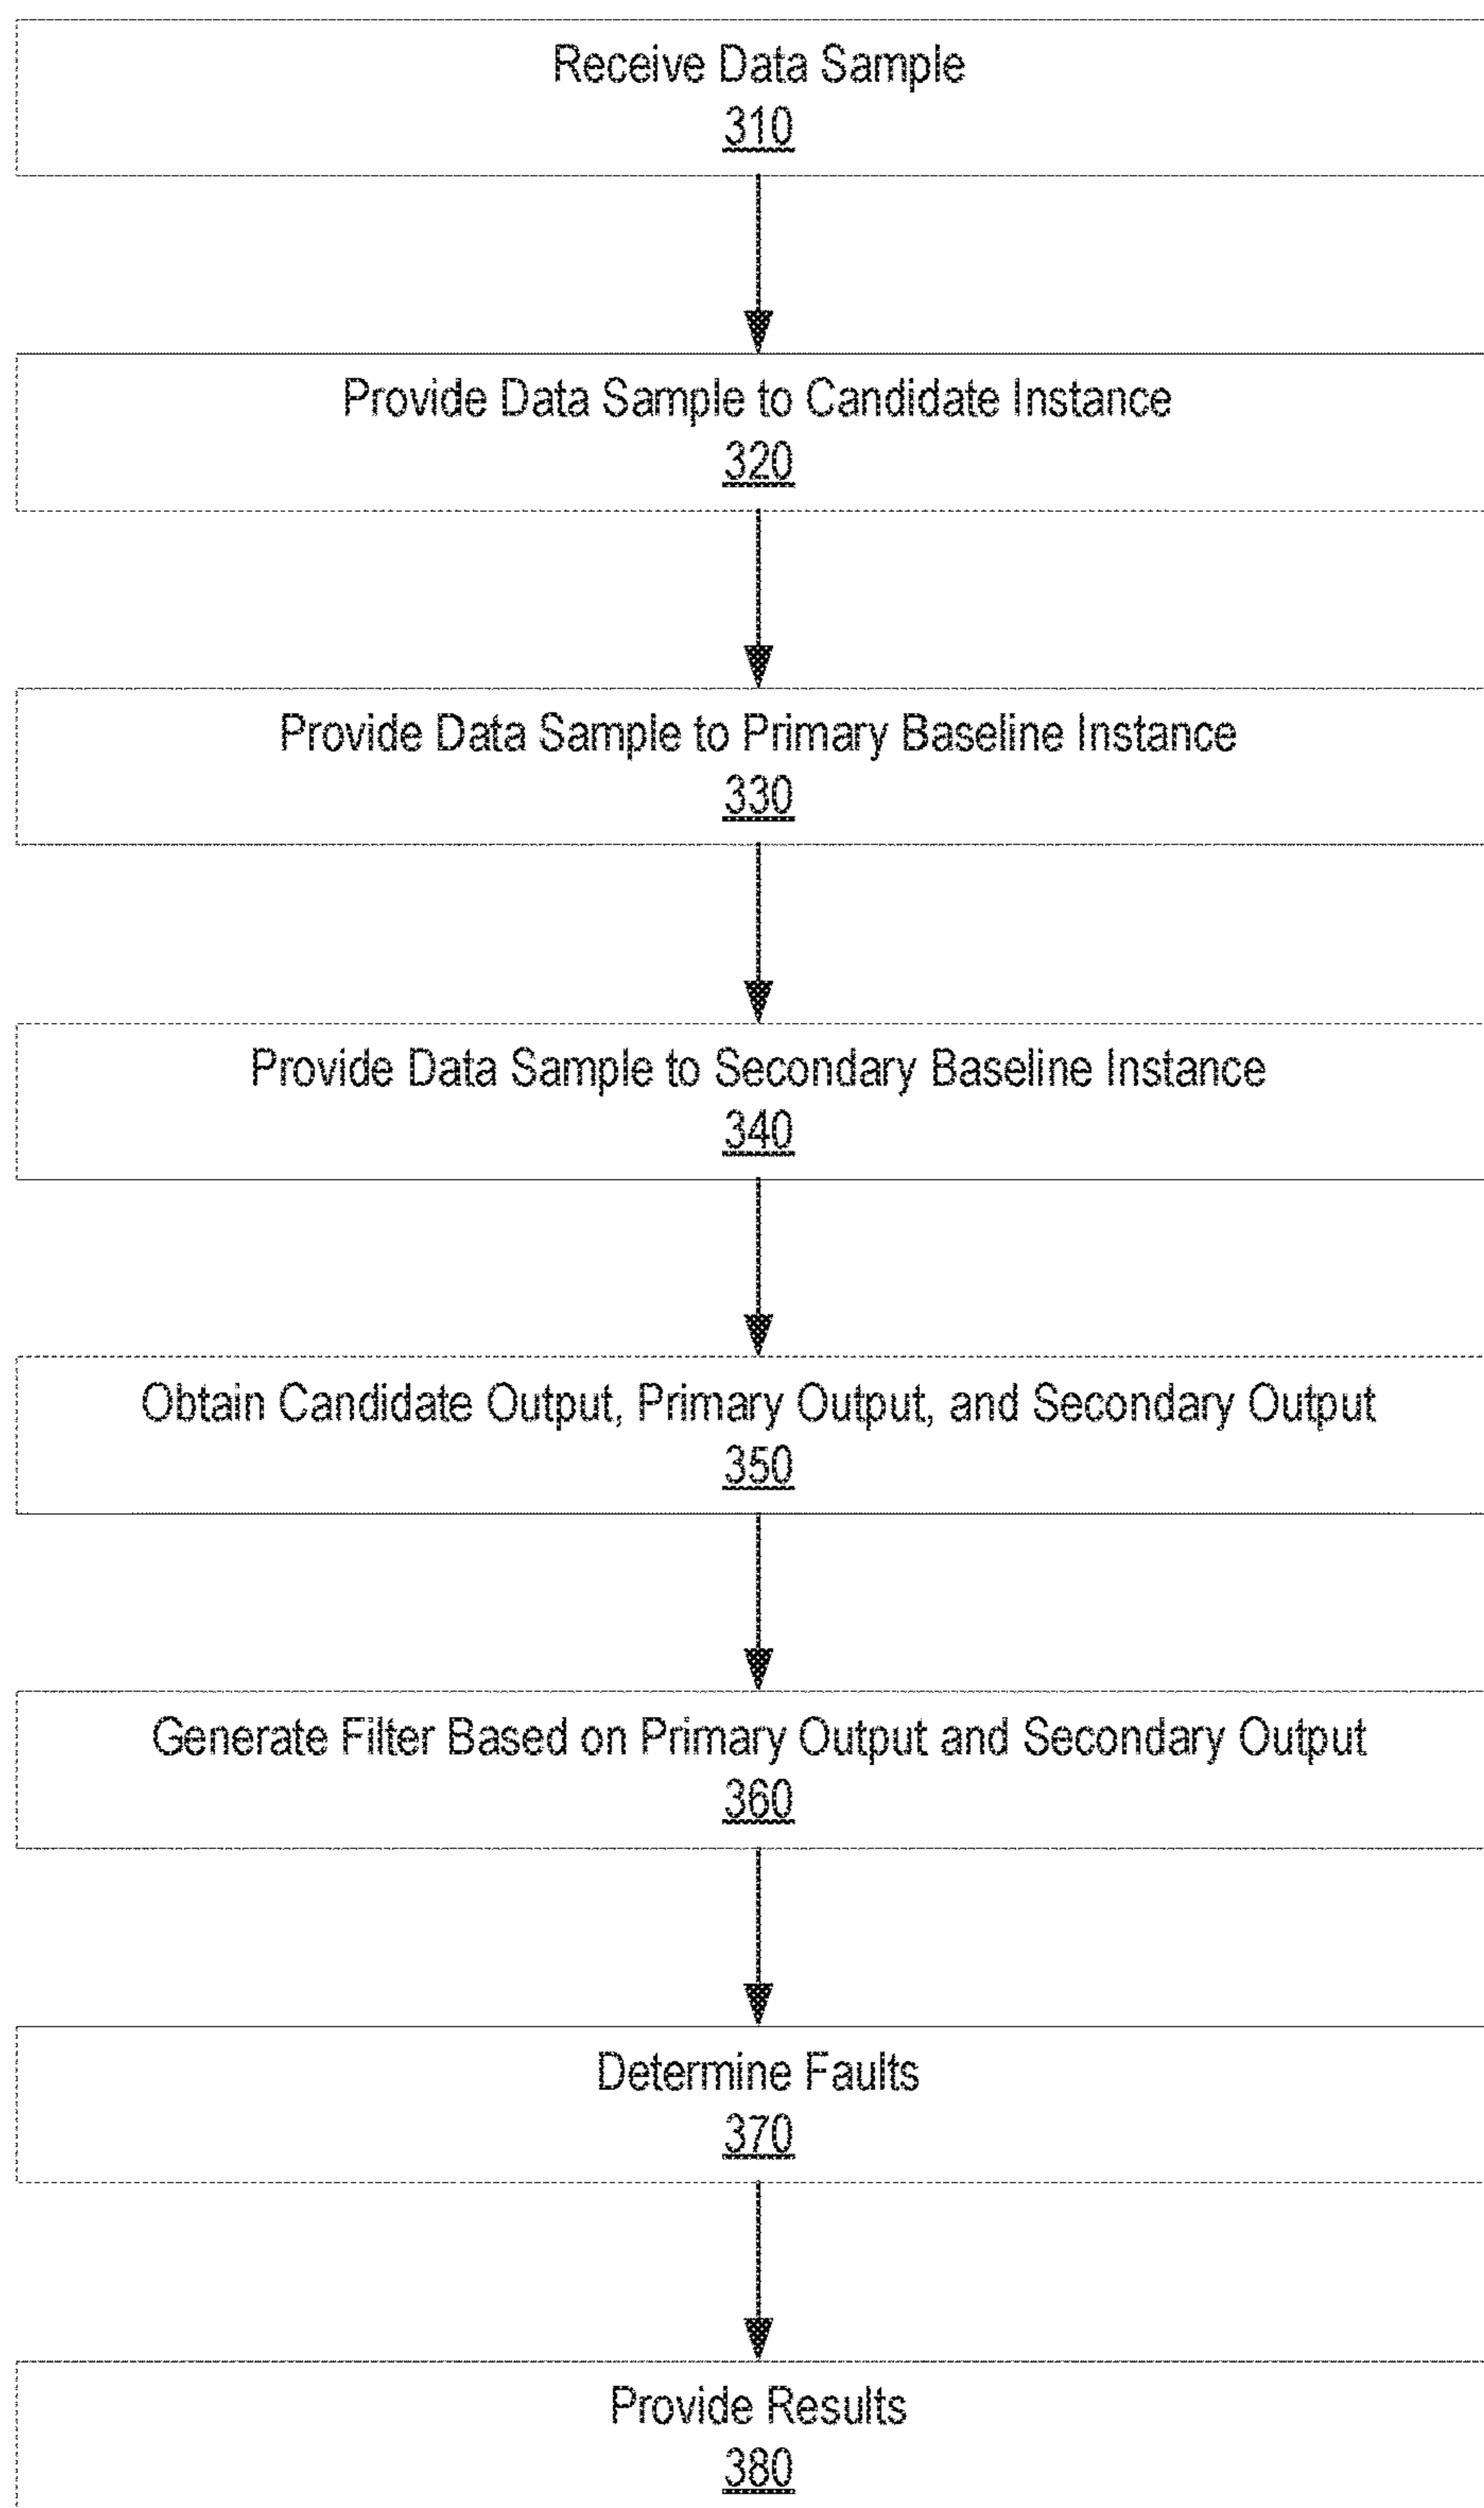 Receive Data Sample
310
Provide Data Sample to Candidate Instance
320
Provide Data Sample to Primary Baseline Instance
330
Provide Data Sample to Secondary Baseline Instance
340
Obtain Candidate Output, Primary Output, and Secondary Output
350
Generate Filter Based on Primary Output and Secondary Output
360
Determine Faults
370
Provide Results
380